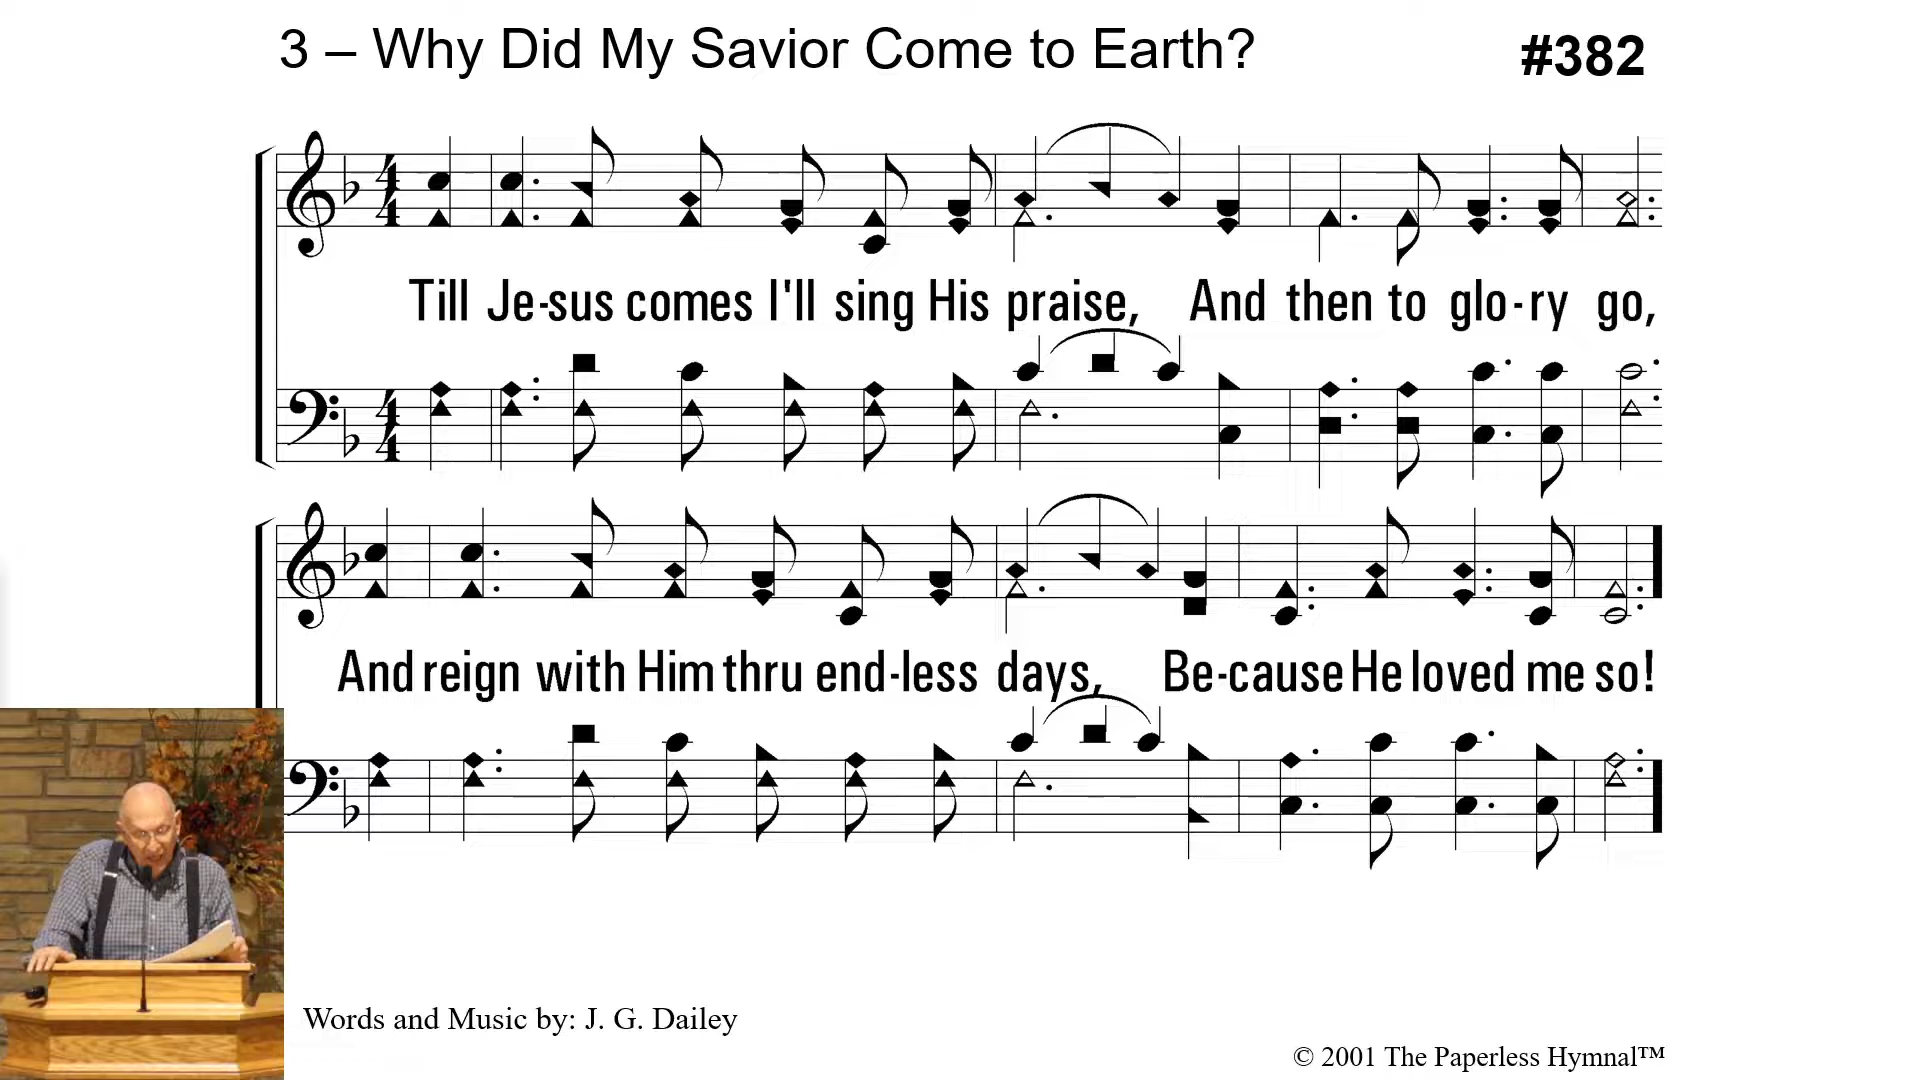 3 – Why Did My Savior Come to Earth?
#382
Till Je-sus comes I'll sing His praise, And then to glo-ry go,
And reign with Him thru end-less days, Be-cause He loved me so!
Words and Music by: J. G. Dailey
© 2001 The Paperless Hymnal™